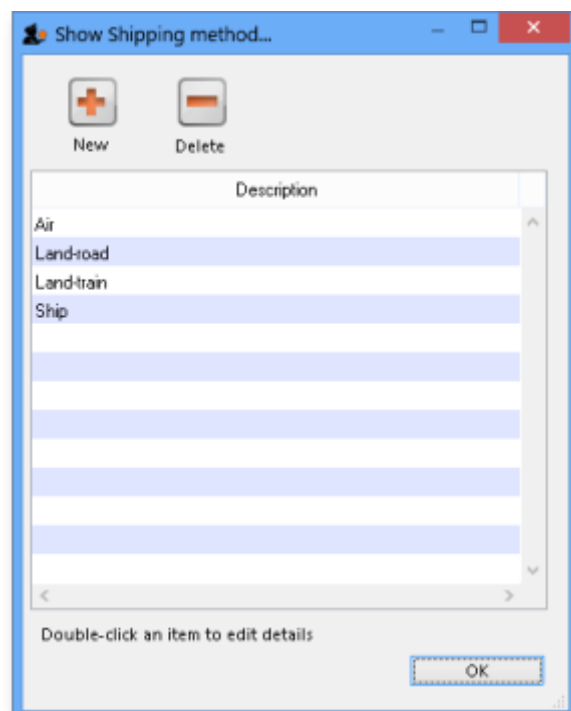 Show Shipping method...
New Delete
Description
Air
Land-road
Land-train
Ship
Double-click an item to edit details
OK